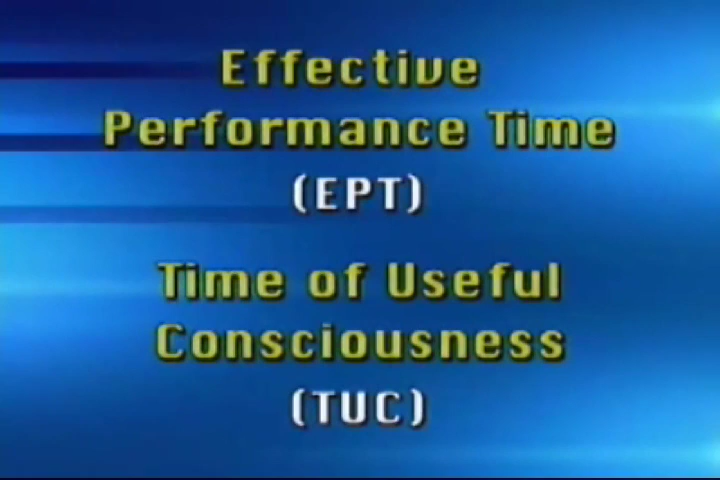 Effective
Performance Time
(EPT)
Time of Useful
Consciousness
(TUC)